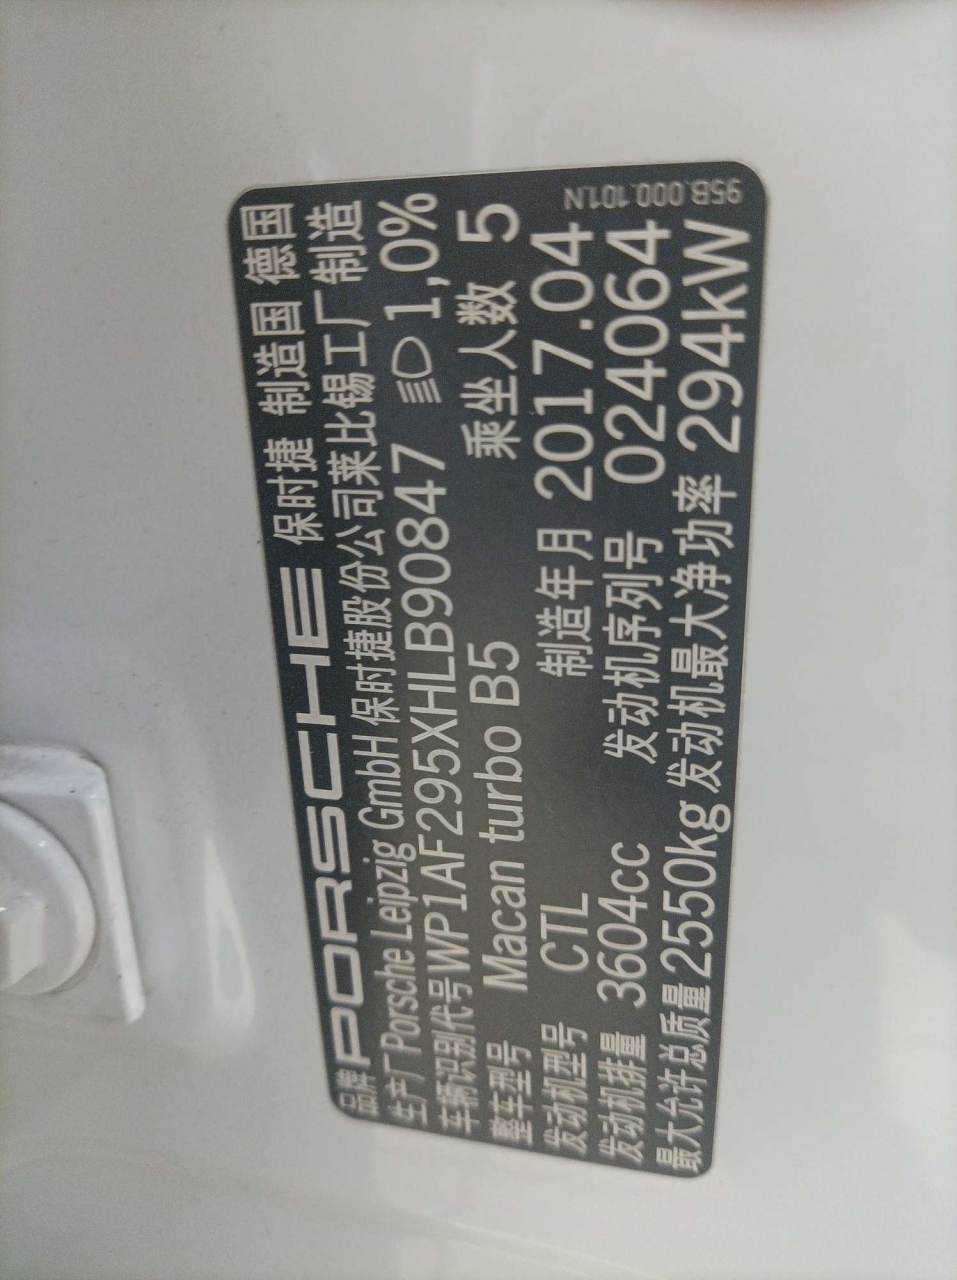 品牌 PORSCHE 保时捷 制造国 德国
生产厂 Porsche Leipzig GmbH 保时捷股份公司莱比锡工厂制造
车辆识别代号 WP1AF295XHLB90847 1,0%
整车型号 Macan turbo B5 乘坐人数 5
发动机型号 CTL 制造年月 2017.04
发动机排量 3604cc 发动机序列号 024064
最大允许总质量 2550kg 发动机最大净功率 294kW
95B.000.101.N